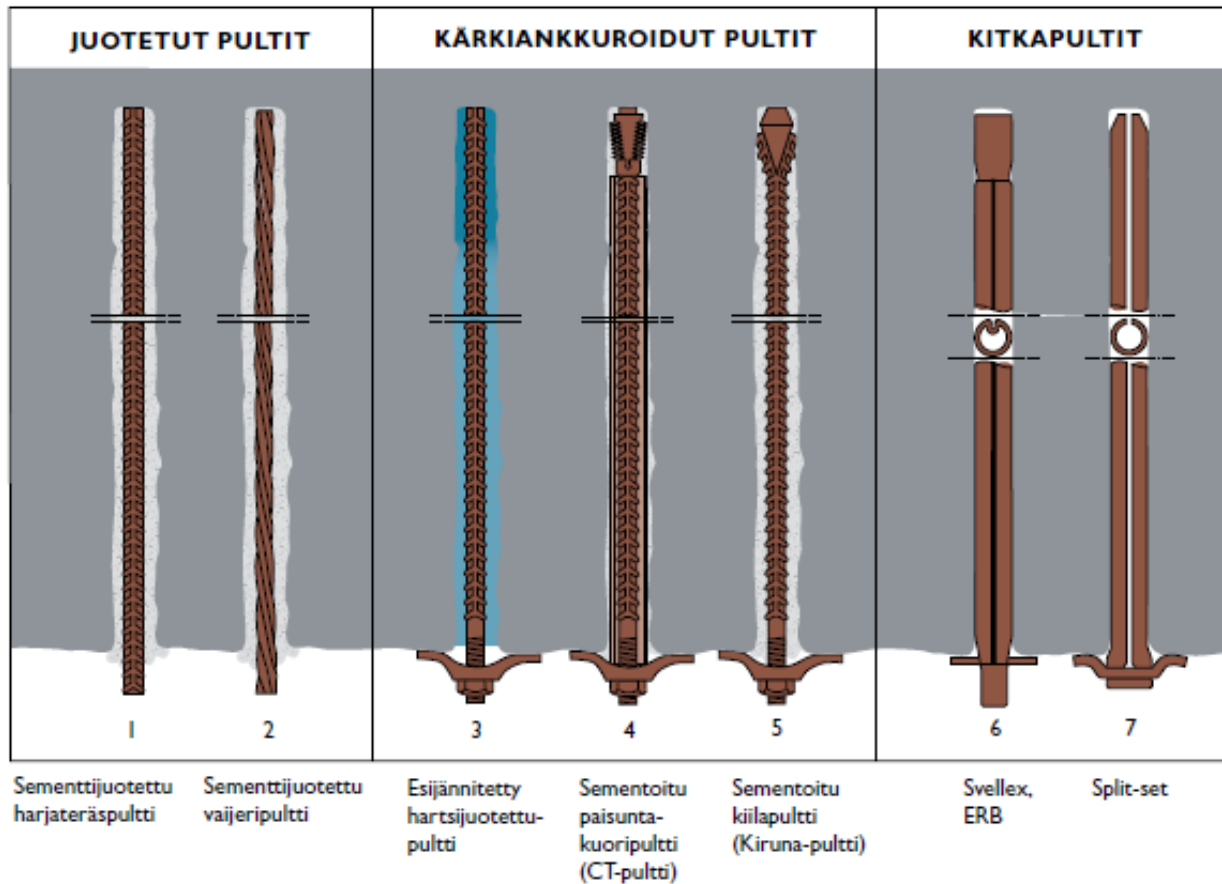 JUOTETUT PULTIT
KÄRKIANKKUROIDUT PULTIT
KITKAPULTIT
1
2
3
4
5
6
7
Sementtijuotettu
harjateräspultti
Sementtijuotettu
vaijeripultti
Esijännitetty
hartsijuotettu-
pultti
Sementoitu
paisunta-
kuoripultti
(CT-pultti)
Sementoitu
kiilapultti
(Kiruna-pultti)
Svellex,
ERB
Split-set